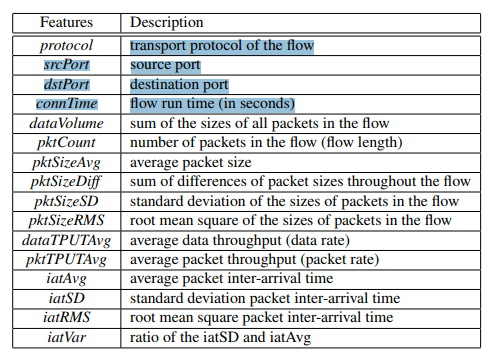 Features Description
protocol transport protocol of the flow
srcPort source port
dstPort destination port
connTime flow run time (in seconds)
dataVolume sum of the sizes of all packets in the flow
pktCount number of packets in the flow (flow length)
pktSizeAvg average packet size
pktSizeDiff sum of differences of packet sizes throughout the flow
pktSizeSD standard deviation of the sizes of packets in the flow
pktSizeRMS root mean square of the sizes of packets in the flow
dataTPUTAvg average data throughput (data rate)
pktTPUTAvg average packet throughput (packet rate)
iatAvg average packet inter-arrival time
iatSD standard deviation packet inter-arrival time
iatRMS root mean square packet inter-arrival time
iatVar ratio of the iatSD and iatAvg